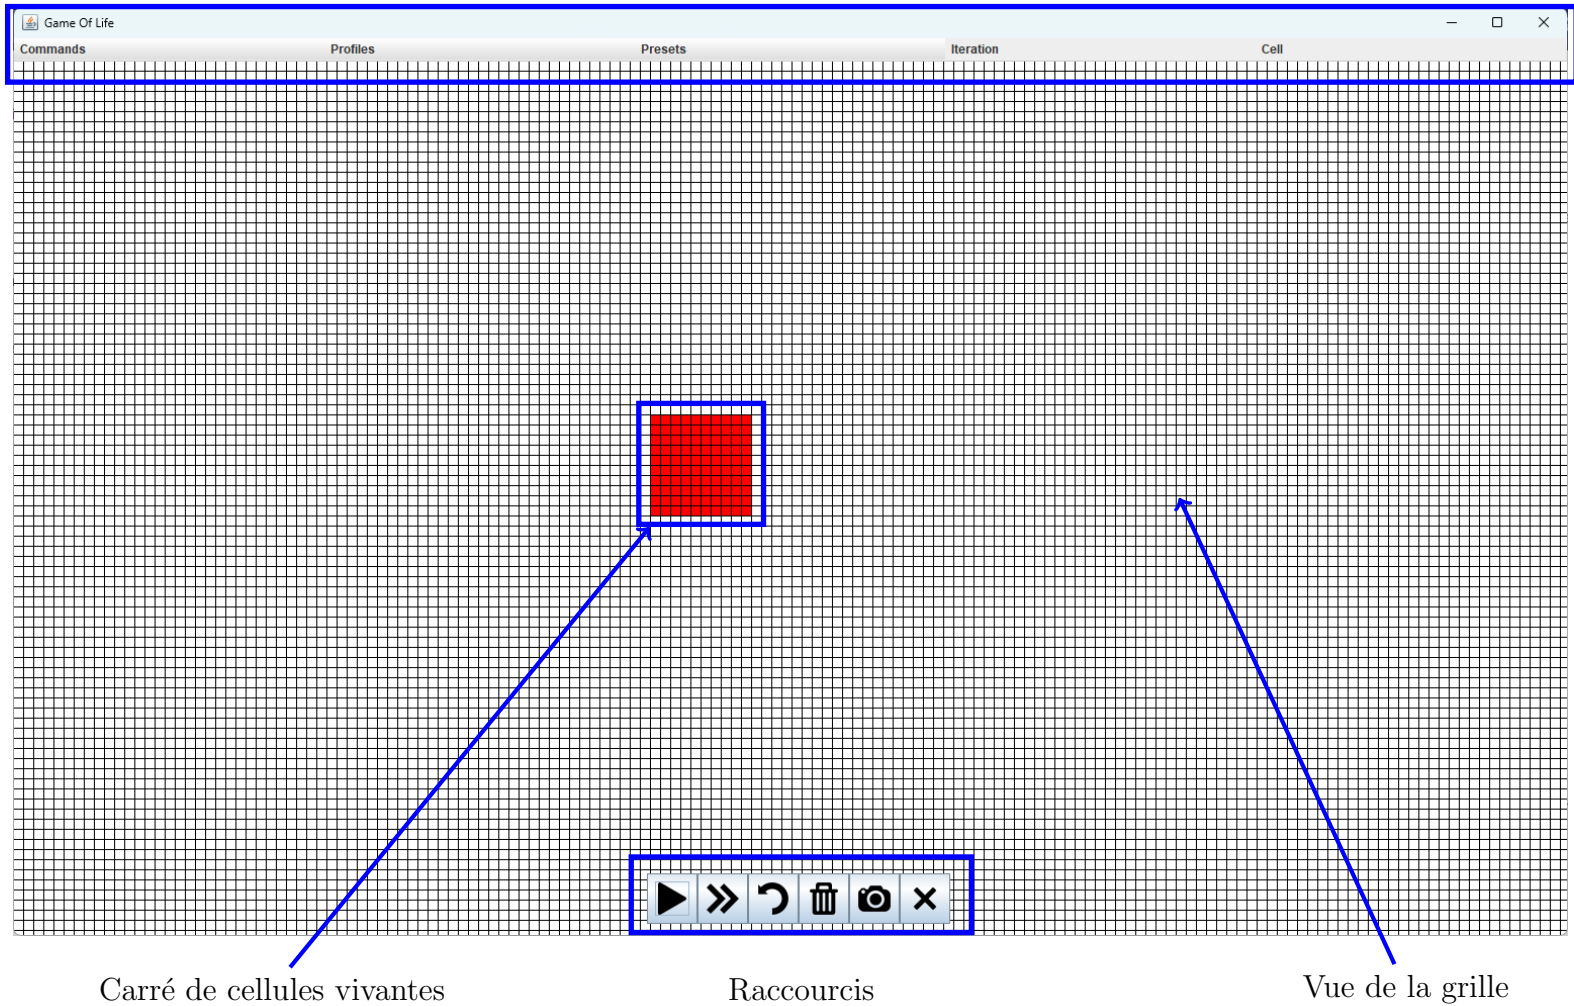 Game Of Life
Commands Profiles Presets Iteration Cell
Carré de cellules vivantes Raccourcis Vue de la grille